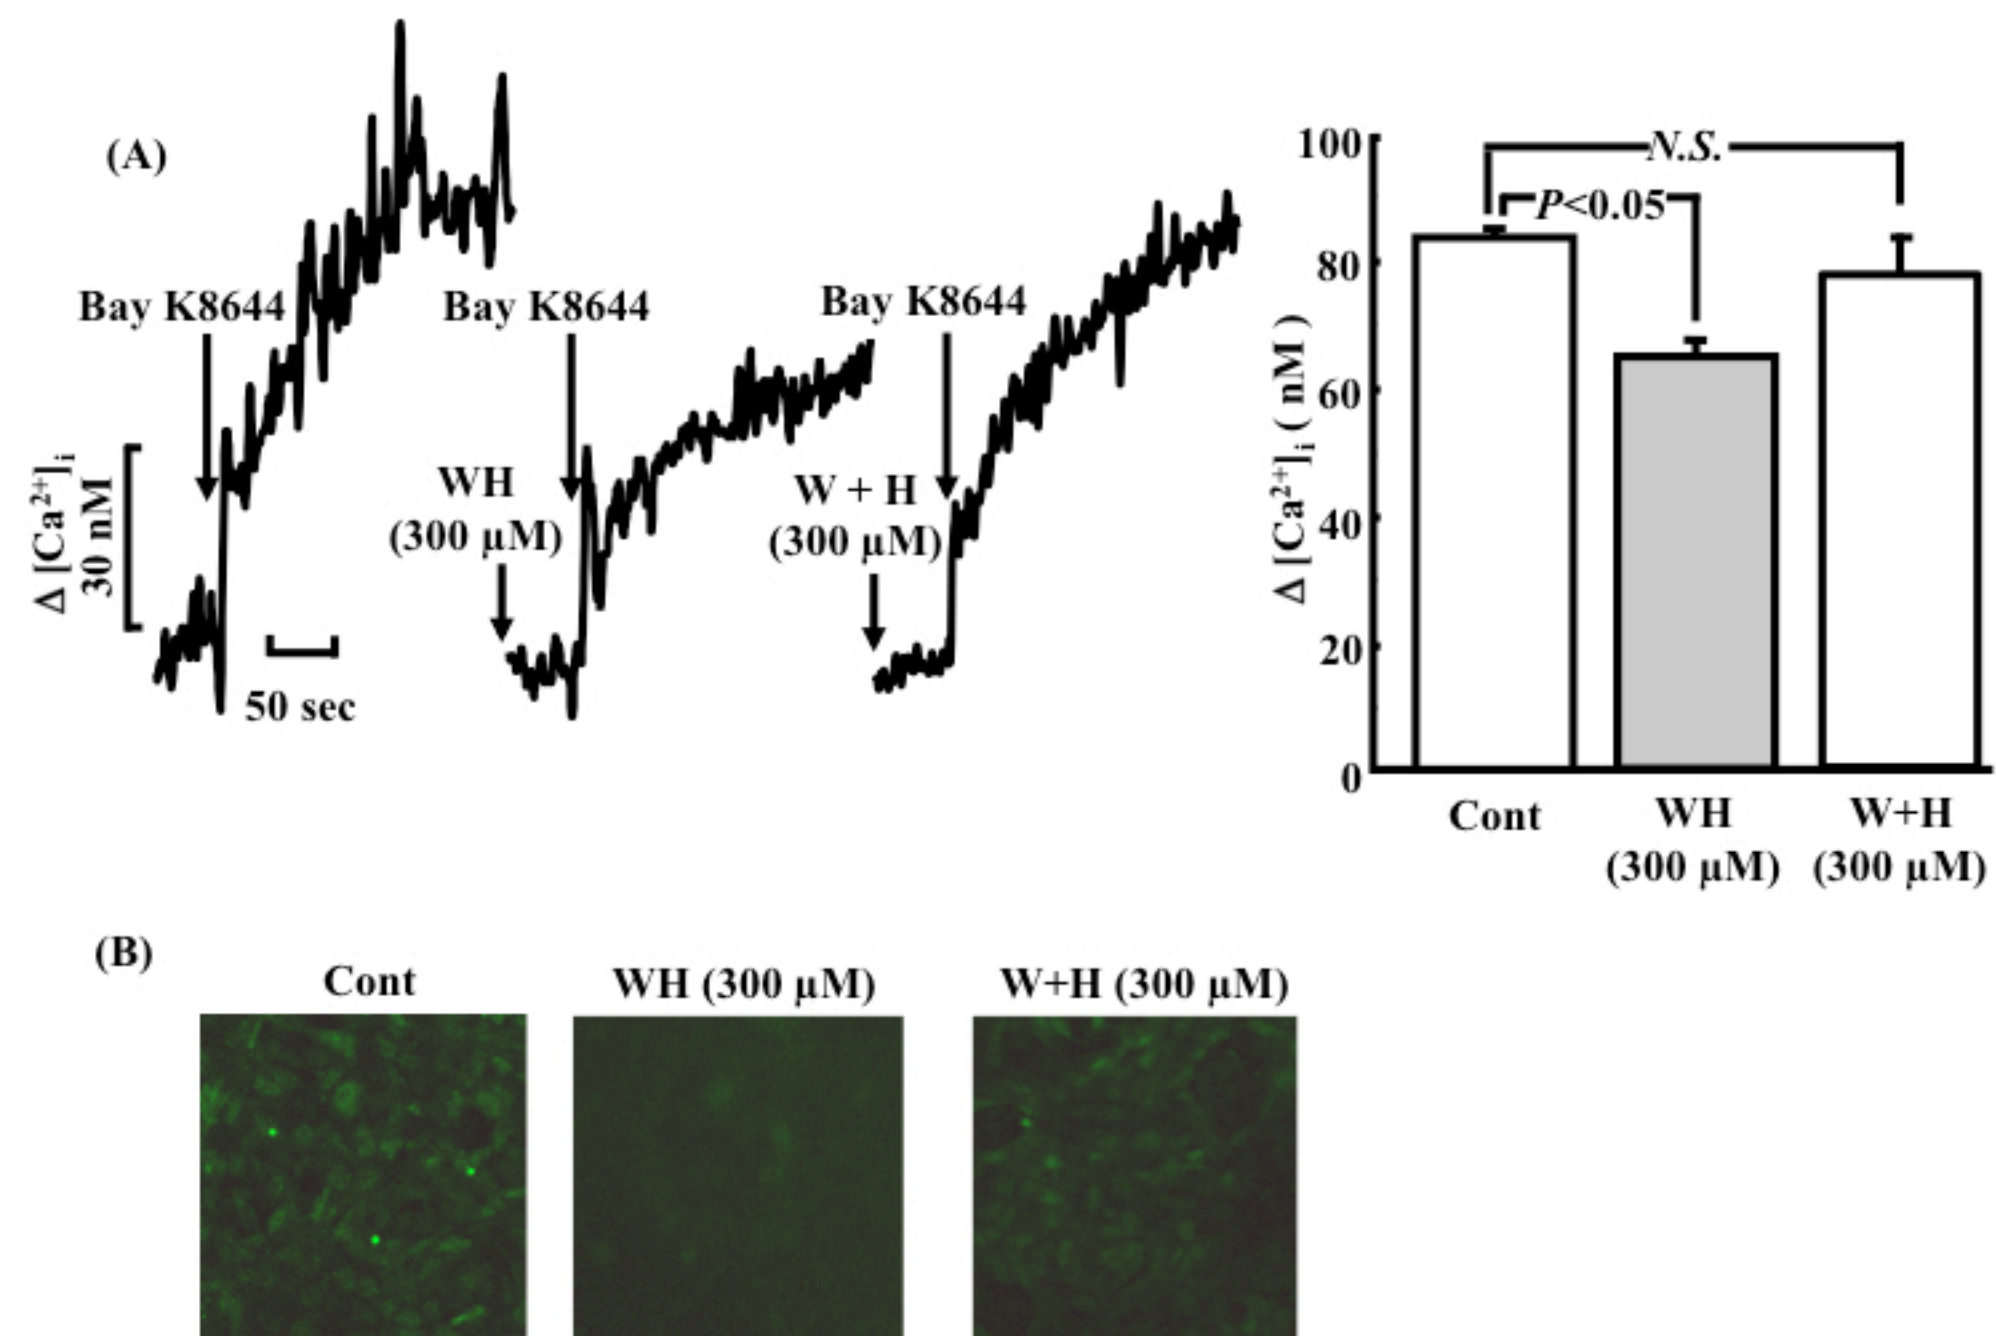 (A)
Bay K8644
Bay K8644
Bay K8644
WH
(300 μM)
W + H
(300 μM)
Δ [Ca²⁺]ᵢ
30 nM
50 sec
Δ [Ca²⁺]ᵢ ( nM )
100
80
60
40
20
0
N.S.
P<0.05
Cont
WH
(300 μM)
W+H
(300 μM)
(B)
Cont
WH (300 μM)
W+H (300 μM)